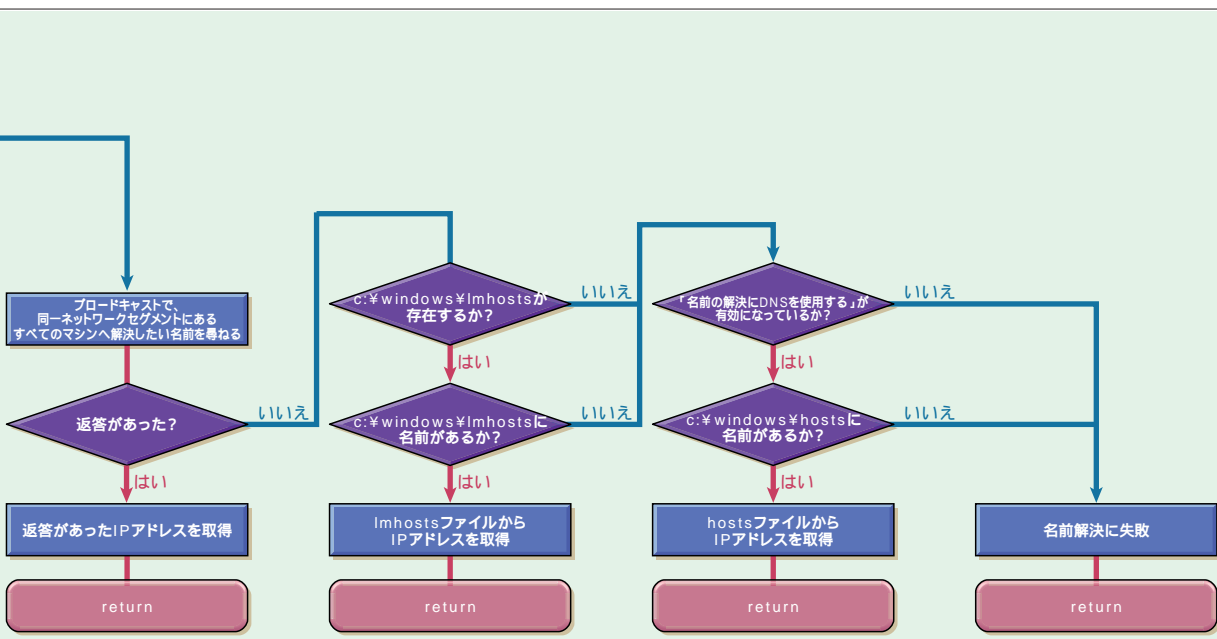 ブロードキャストで、
同一ネットワークセグメントにある
すべてのマシンへ解決したい名前を尋ねる
返答があった？
いいえ
はい
返答があったIPアドレスを取得
return
c:¥windows¥lmhostsが
存在するか？
いいえ
はい
c:¥windows¥lmhostsに
名前があるか？
いいえ
はい
lmhostsファイルから
IPアドレスを取得
return
「名前の解決にDNSを使用する」が
有効になっているか？
いいえ
はい
c:¥windows¥hostsに
名前があるか？
いいえ
はい
hostsファイルから
IPアドレスを取得
return
名前解決に失敗
return